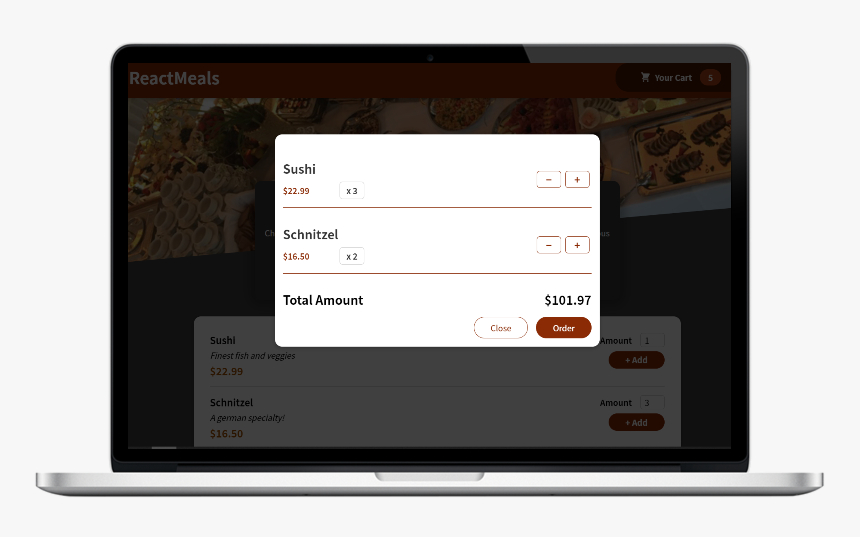 ReactMeals
Your Cart 5
Sushi
$22.99 x 3
− +
Schnitzel
$16.50 x 2
− +
Total Amount $101.97
Close Order
Sushi
Finest fish and veggies
$22.99
Amount 1
+ Add
Schnitzel
A german specialty!
$16.50
Amount 3
+ Add